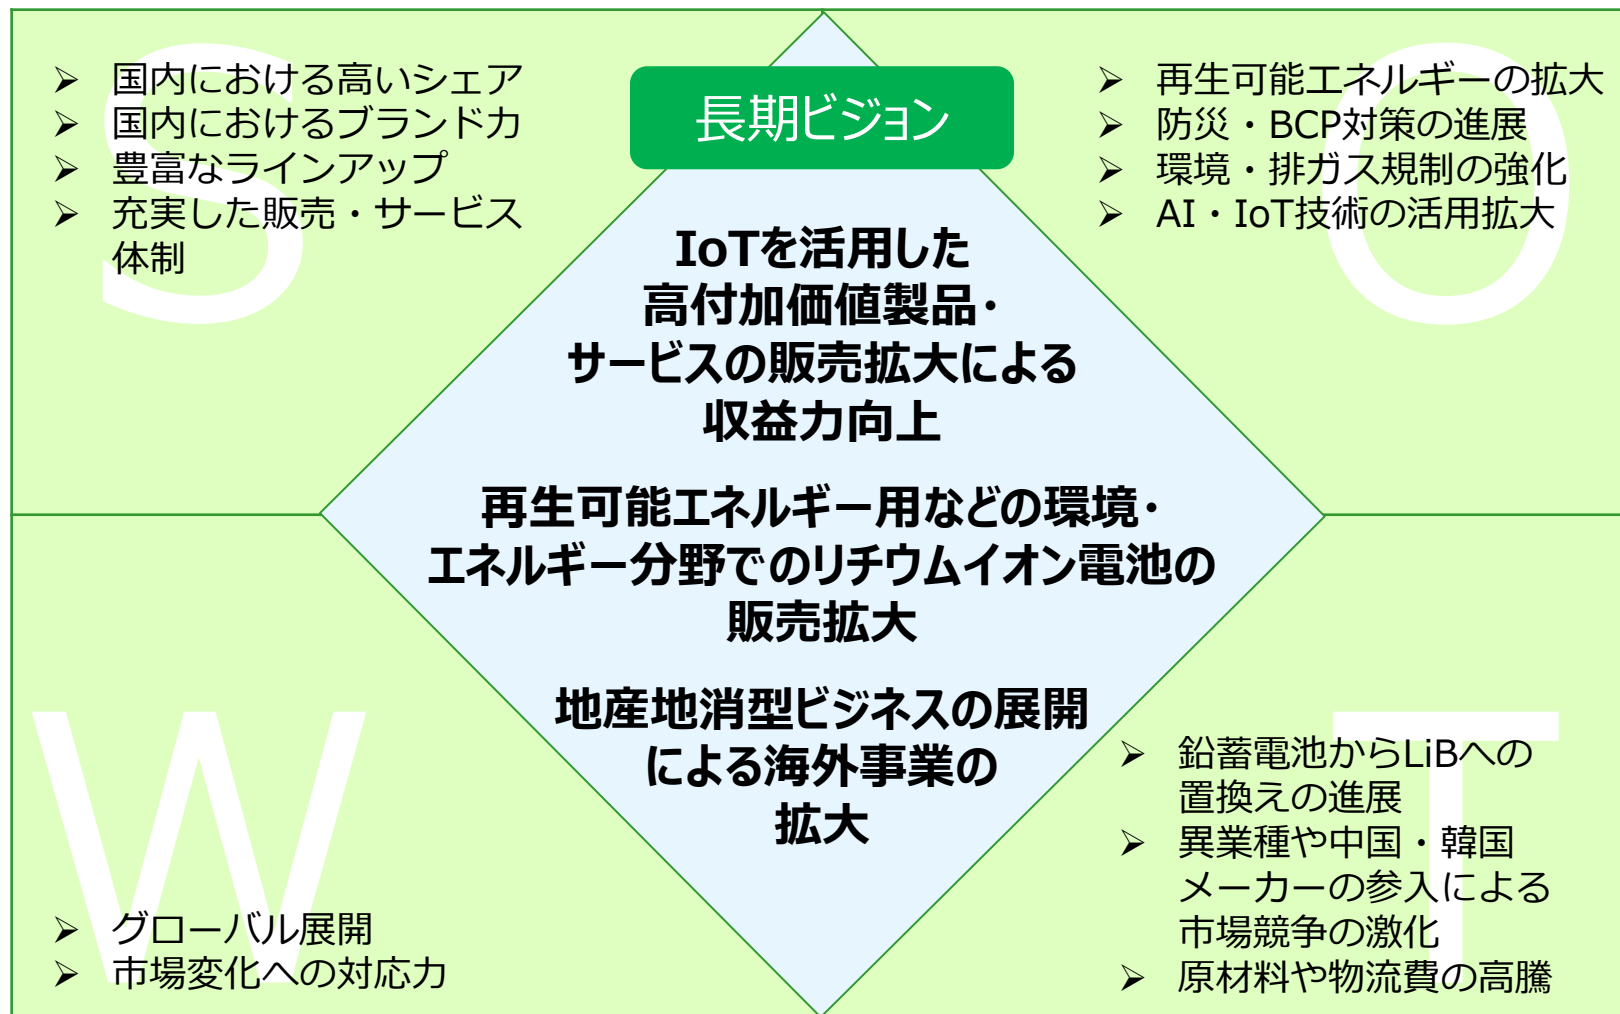 S
➢ 国内における高いシェア
➢ 国内におけるブランド力
➢ 豊富なラインアップ
➢ 充実した販売・サービス
体制
O
➢ 再生可能エネルギーの拡大
➢ 防災・BCP対策の進展
➢ 環境・排ガス規制の強化
➢ AI・IoT技術の活用拡大
長期ビジョン
IoTを活用した
高付加価値製品・
サービスの販売拡大による
収益力向上
再生可能エネルギー用などの環境・
エネルギー分野でのリチウムイオン電池の
販売拡大
地産地消型ビジネスの展開
による海外事業の
拡大
W
➢ グローバル展開
➢ 市場変化への対応力
T
➢ 鉛蓄電池からLiBへの
置換えの進展
➢ 異業種や中国・韓国
メーカーの参入による
市場競争の激化
➢ 原材料や物流費の高騰